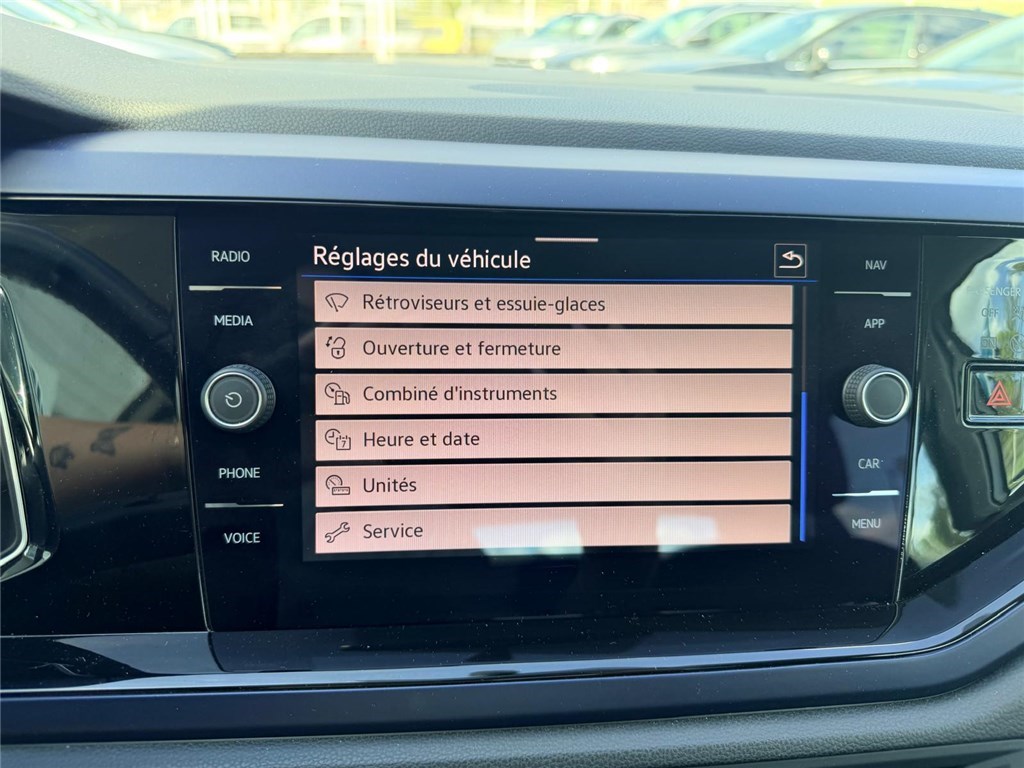 Réglages du véhicule
RADIO
MEDIA
PHONE
VOICE
Rétroviseurs et essuie-glaces
Ouverture et fermeture
Combiné d'instruments
Heure et date
Unités
Service
NAV
APP
CAR
MENU
OFF